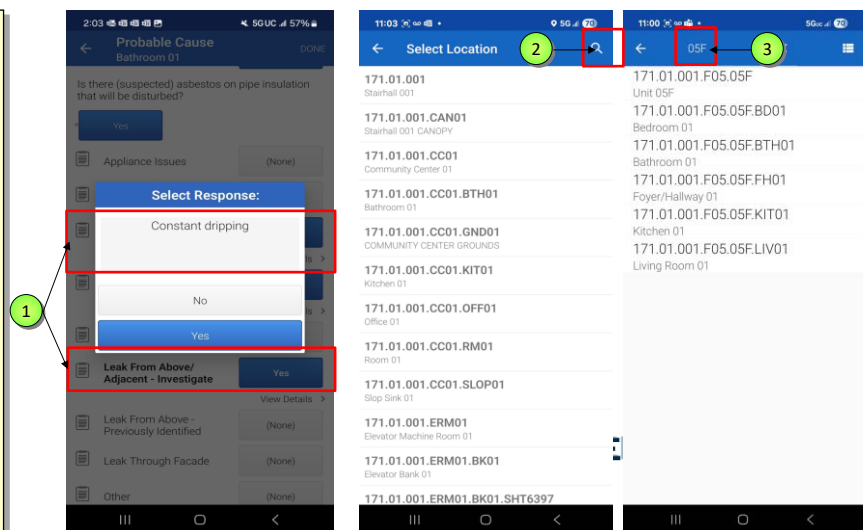 2:03
5G UC 57%
Probable Cause
Bathroom 01
DONE
Is there (suspected) asbestos on pipe insulation
that will be disturbed?
Yes
Appliance Issues
(None)
Select Response:
Constant dripping
No
Yes
Leak From Above/
Adjacent - Investigate
Yes
View Details >
Leak From Above -
Previously Identified
(None)
Leak Through Facade
(None)
Other
(None)
1
11:03
5G 70
Select Location
2
171.01.001
Stairhall 001
171.01.001.CAN01
Stairhall 001 CANOPY
171.01.001.CC01
Community Center 01
171.01.001.CC01.BTH01
Bathroom 01
171.01.001.CC01.GND01
COMMUNITY CENTER GROUNDS
171.01.001.CC01.KIT01
Kitchen 01
171.01.001.CC01.OFF01
Office 01
171.01.001.CC01.RM01
Room 01
171.01.001.CC01.SLOP01
Slop Sink 01
171.01.001.ERM01
Elevator Machine Room 01
171.01.001.ERM01.BK01
Elevator Bank 01
171.01.001.ERM01.BK01.SHT6397
11:00
5G 70
05F
3
171.01.001.F05.05F
Unit 05F
171.01.001.F05.05F.BD01
Bedroom 01
171.01.001.F05.05F.BTH01
Bathroom 01
171.01.001.F05.05F.FH01
Foyer/Hallway 01
171.01.001.F05.05F.KIT01
Kitchen 01
171.01.001.F05.05F.LIV01
Living Room 01